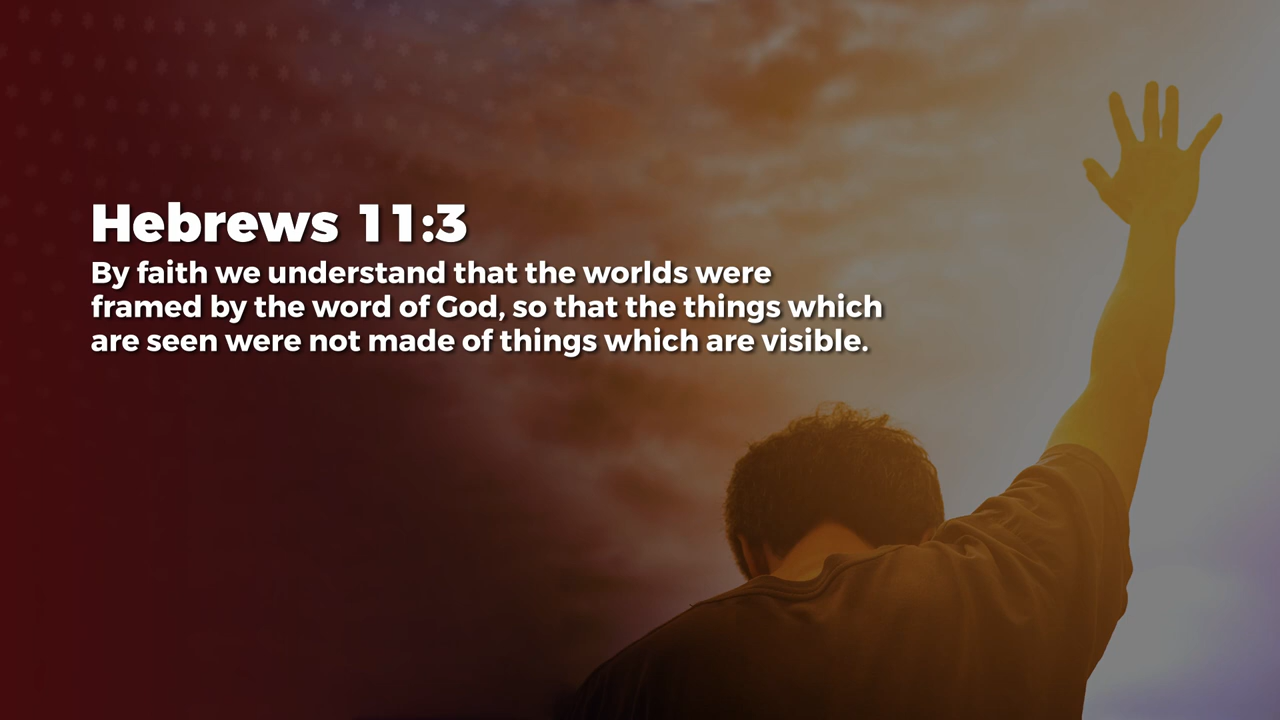 Hebrews 11:3
By faith we understand that the worlds were
framed by the word of God, so that the things which
are seen were not made of things which are visible.